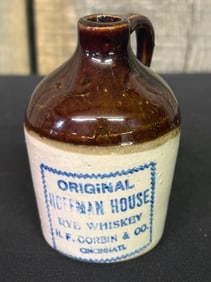 ORIGINAL
HOFFMAN HOUSE
RYE WHISKEY
H. F. CORBIN & CO.
CINCINNATI.